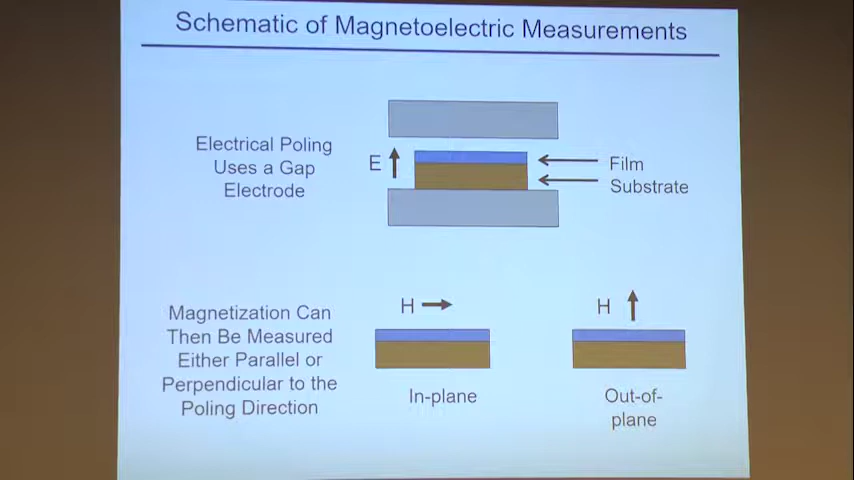 Schematic of Magnetoelectric Measurements
Electrical Poling
Uses a Gap
Electrode
E
Film
Substrate
Magnetization Can
Then Be Measured
Either Parallel or
Perpendicular to the
Poling Direction
H
In-plane
H
Out-of-
plane